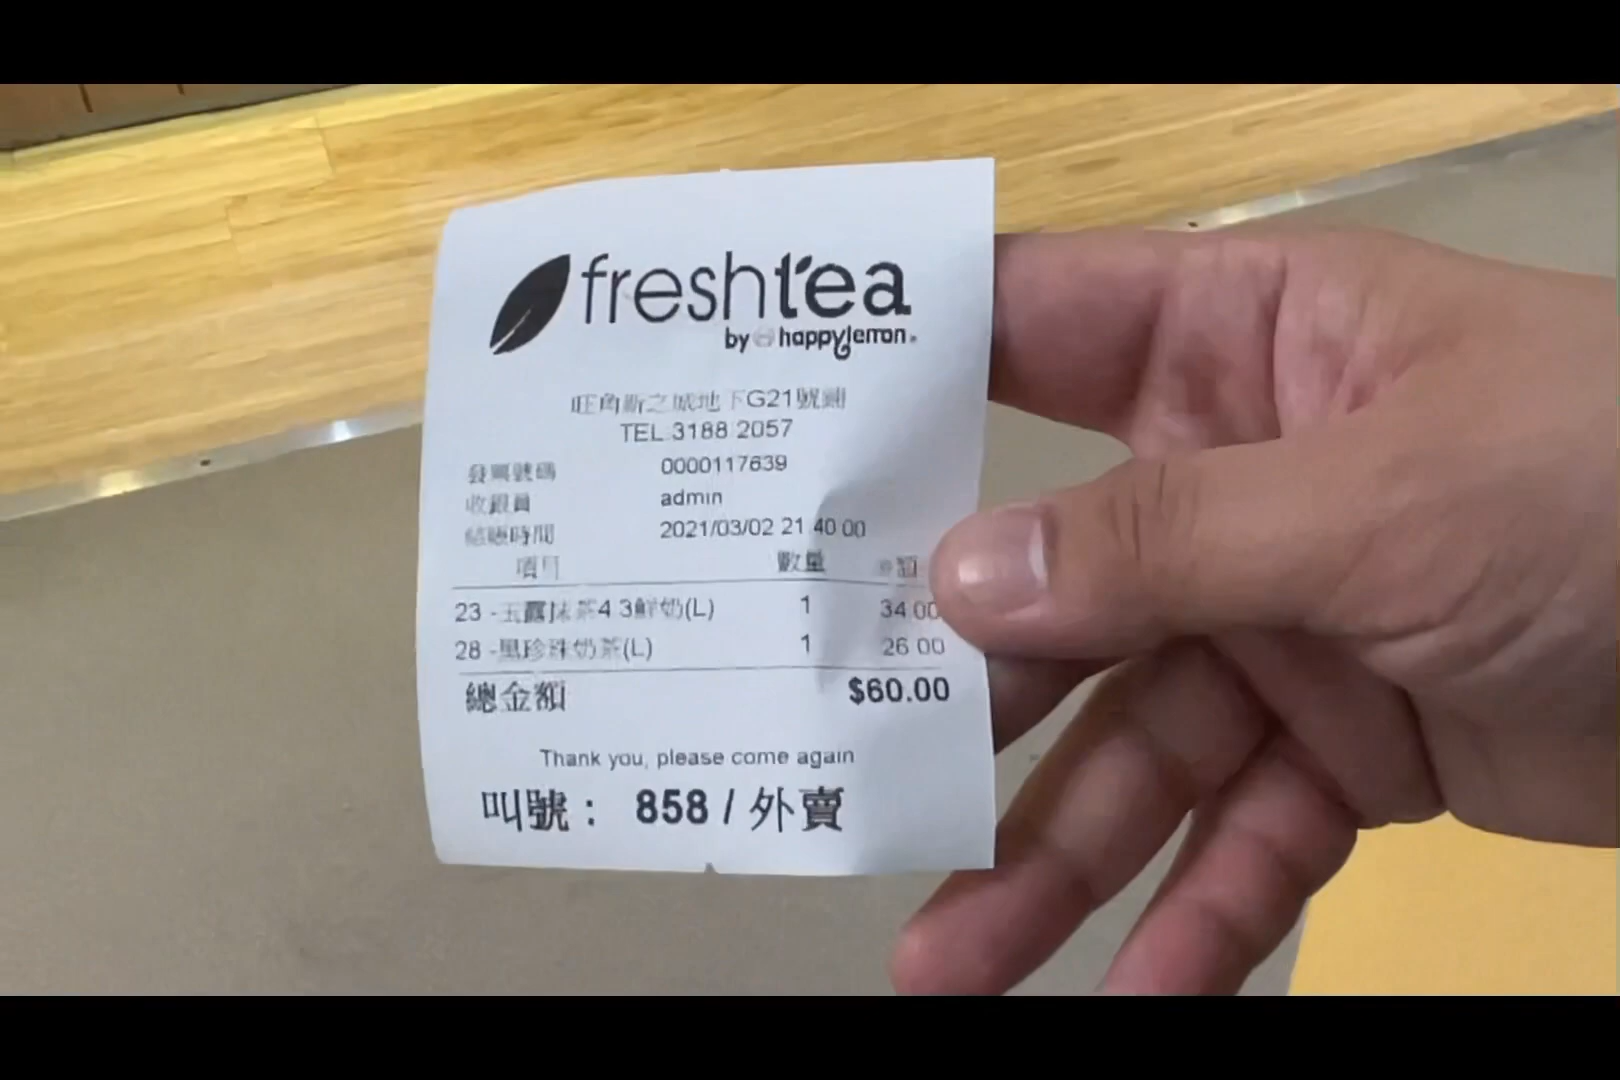 freshtea
by happylemon
旺角新之城地下G21號鋪
TEL 3188 2057
發票號碼 0000117639
收銀員 admin
結賬時間 2021/03/02 21 40 00
項目 數量 額
23 -玉露抹茶4 3鮮奶(L) 1 34.00
28 -黑珍珠奶茶(L) 1 26 00
總金額 $60.00
Thank you, please come again
叫號： 858 / 外賣